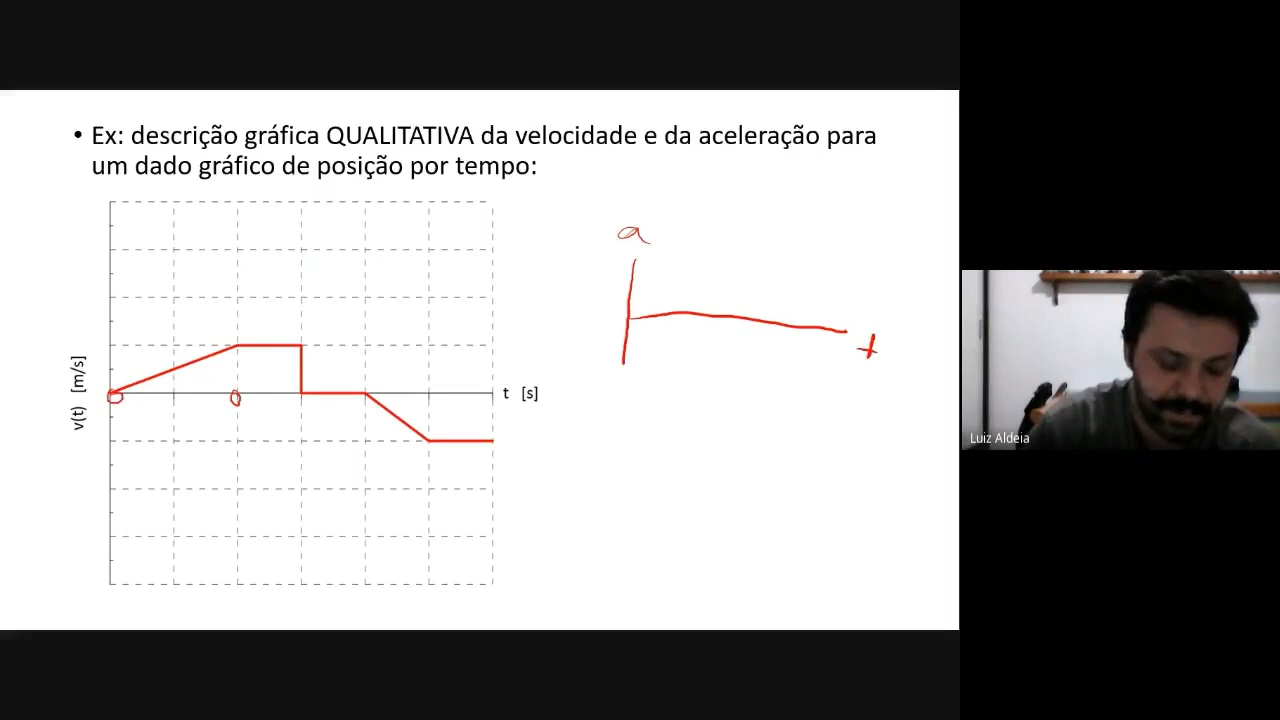 • Ex: descrição gráfica QUALITATIVA da velocidade e da aceleração para
um dado gráfico de posição por tempo:
a
v(t) [m/s]
t [s]
t
Luiz Aldeia